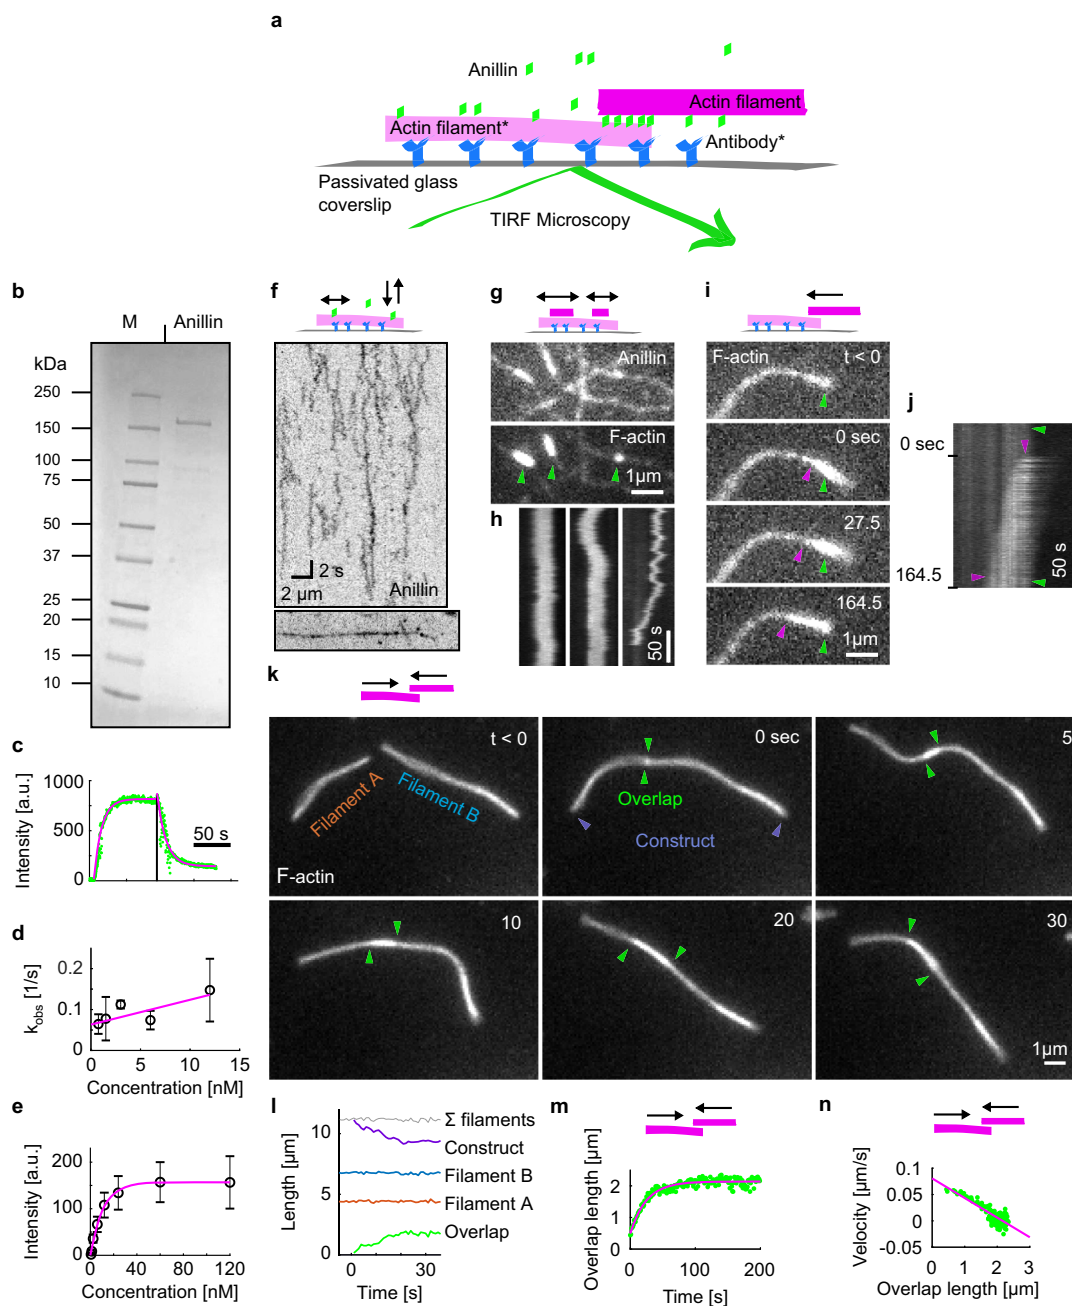 a
Anillin
Actin filament
Actin filament*
Antibody*
Passivated glass
coverslip
TIRF Microscopy
b
M
Anillin
kDa
250
150
100
75
50
37
25
20
15
10
c
Intensity [a.u.]
1000
500
0
50 s
d
kobs [1/s]
0.2
0.1
0
0
5
10
15
Concentration [nM]
e
Intensity [a.u.]
200
100
0
0
40
80
120
Concentration [nM]
f
2 s
2 µm
Anillin
g
Anillin
F-actin
1µm
h
50 s
i
F-actin
t < 0
0 sec
27.5
164.5
1µm
j
0 sec
164.5
50 s
k
t < 0
Filament A
Filament B
F-actin
0 sec
Overlap
Construct
5
10
20
30
1µm
l
Length [µm]
10
5
0
0
20
Time [s]
Σ filaments
Construct
Filament B
Filament A
Overlap
m
Overlap length [µm]
2
1
0
0
100
200
Time [s]
n
Velocity [µm/s]
0.1
0.05
0
-0.05
0
1
2
3
Overlap length [µm]